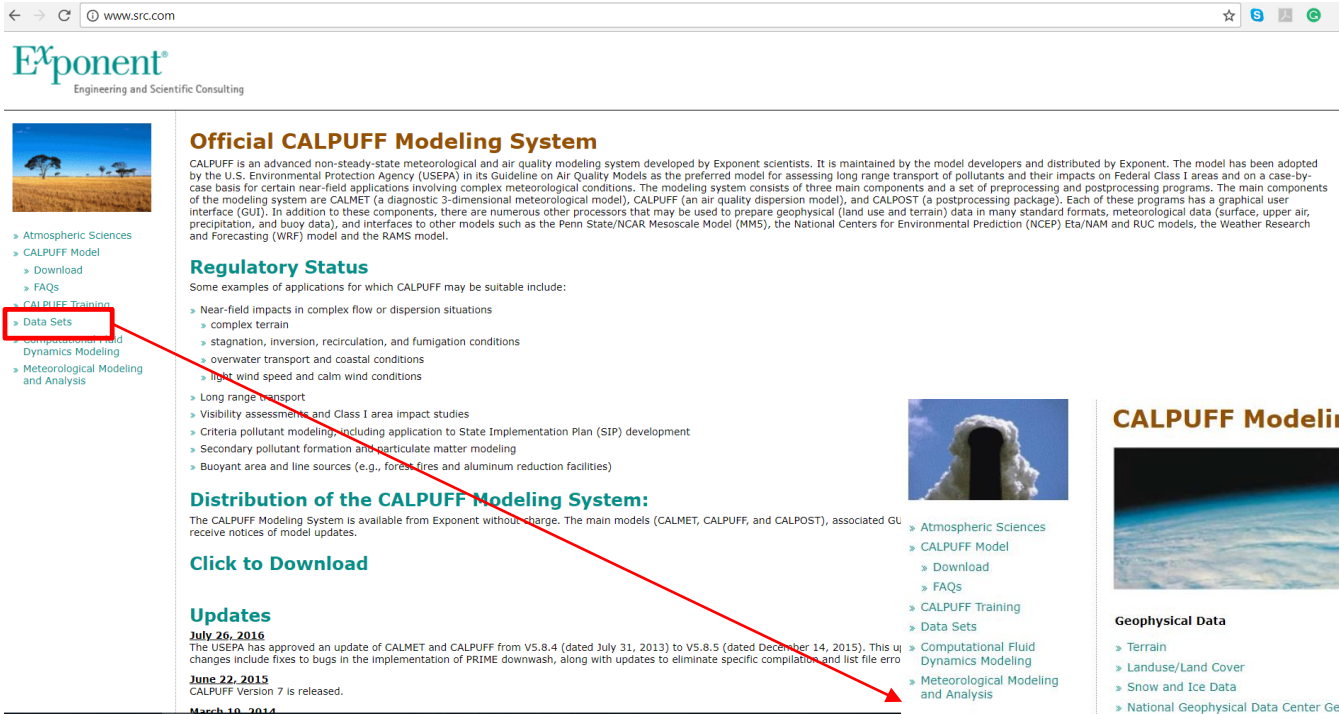 www.src.com
Exponent®
Engineering and Scientific Consulting
» Atmospheric Sciences
» CALPUFF Model
» Download
» FAQs
» CALPUFF Training
» Data Sets
» Computational Fluid
Dynamics Modeling
» Meteorological Modeling
and Analysis
Official CALPUFF Modeling System
CALPUFF is an advanced non-steady-state meteorological and air quality modeling system developed by Exponent scientists. It is maintained by the model developers and distributed by Exponent. The model has been adopted
by the U.S. Environmental Protection Agency (USEPA) in its Guideline on Air Quality Models as the preferred model for assessing long range transport of pollutants and their impacts on Federal Class I areas and on a case-by-
case basis for certain near-field applications involving complex meteorological conditions. The modeling system consists of three main components and a set of preprocessing and postprocessing programs. The main components
of the modeling system are CALMET (a diagnostic 3-dimensional meteorological model), CALPUFF (an air quality dispersion model), and CALPOST (a postprocessing package). Each of these programs has a graphical user
interface (GUI). In addition to these components, there are numerous other processors that may be used to prepare geophysical (land use and terrain) data in many standard formats, meteorological data (surface, upper air,
precipitation, and buoy data), and interfaces to other models such as the Penn State/NCAR Mesoscale Model (MM5), the National Centers for Environmental Prediction (NCEP) Eta/NAM and RUC models, the Weather Research
and Forecasting (WRF) model and the RAMS model.
Regulatory Status
Some examples of applications for which CALPUFF may be suitable include:
» Near-field impacts in complex flow or dispersion situations
» complex terrain
» stagnation, inversion, recirculation, and fumigation conditions
» overwater transport and coastal conditions
» light wind speed and calm wind conditions
» Long range transport
» Visibility assessments and Class I area impact studies
» Criteria pollutant modeling, including application to State Implementation Plan (SIP) development
» Secondary pollutant formation and particulate matter modeling
» Buoyant area and line sources (e.g., forest fires and aluminum reduction facilities)
Distribution of the CALPUFF Modeling System:
The CALPUFF Modeling System is available from Exponent without charge. The main models (CALMET, CALPUFF, and CALPOST), associated GU
receive notices of model updates.
Click to Download
Updates
July 26, 2016
The USEPA has approved an update of CALMET and CALPUFF from V5.8.4 (dated July 31, 2013) to V5.8.5 (dated December 14, 2015). This u
changes include fixes to bugs in the implementation of PRIME downwash, along with updates to eliminate specific compilation and list file erro
June 22, 2015
CALPUFF Version 7 is released.
March 19, 2014
» Atmospheric Sciences
» CALPUFF Model
» Download
» FAQs
» CALPUFF Training
» Data Sets
» Computational Fluid
Dynamics Modeling
» Meteorological Modeling
and Analysis
CALPUFF Modelin
Geophysical Data
» Terrain
» Landuse/Land Cover
» Snow and Ice Data
» National Geophysical Data Center Ge